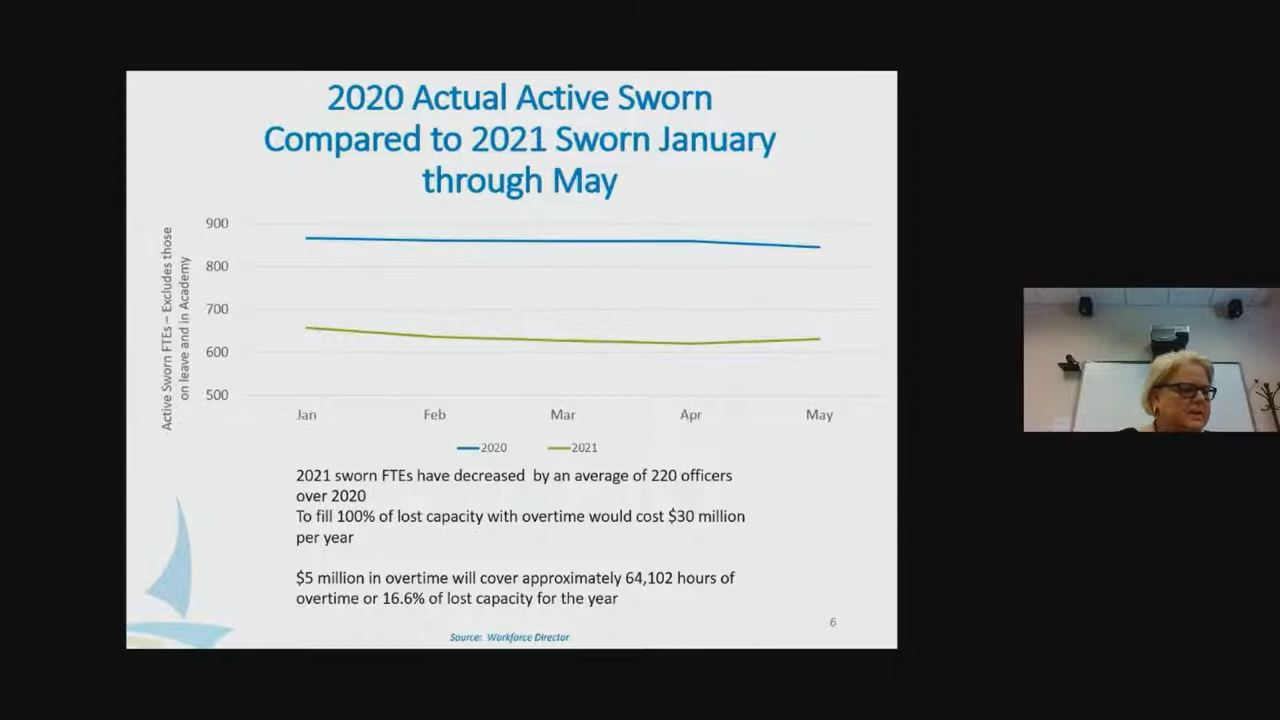 2020 Actual Active Sworn
Compared to 2021 Sworn January
through May
Active Sworn FTEs – Excludes those
on leave and in Academy
900
800
700
600
500
Jan Feb Mar Apr May
2020 2021
2021 sworn FTEs have decreased by an average of 220 officers
over 2020
To fill 100% of lost capacity with overtime would cost $30 million
per year
$5 million in overtime will cover approximately 64,102 hours of
overtime or 16.6% of lost capacity for the year
6
Source: Workforce Director